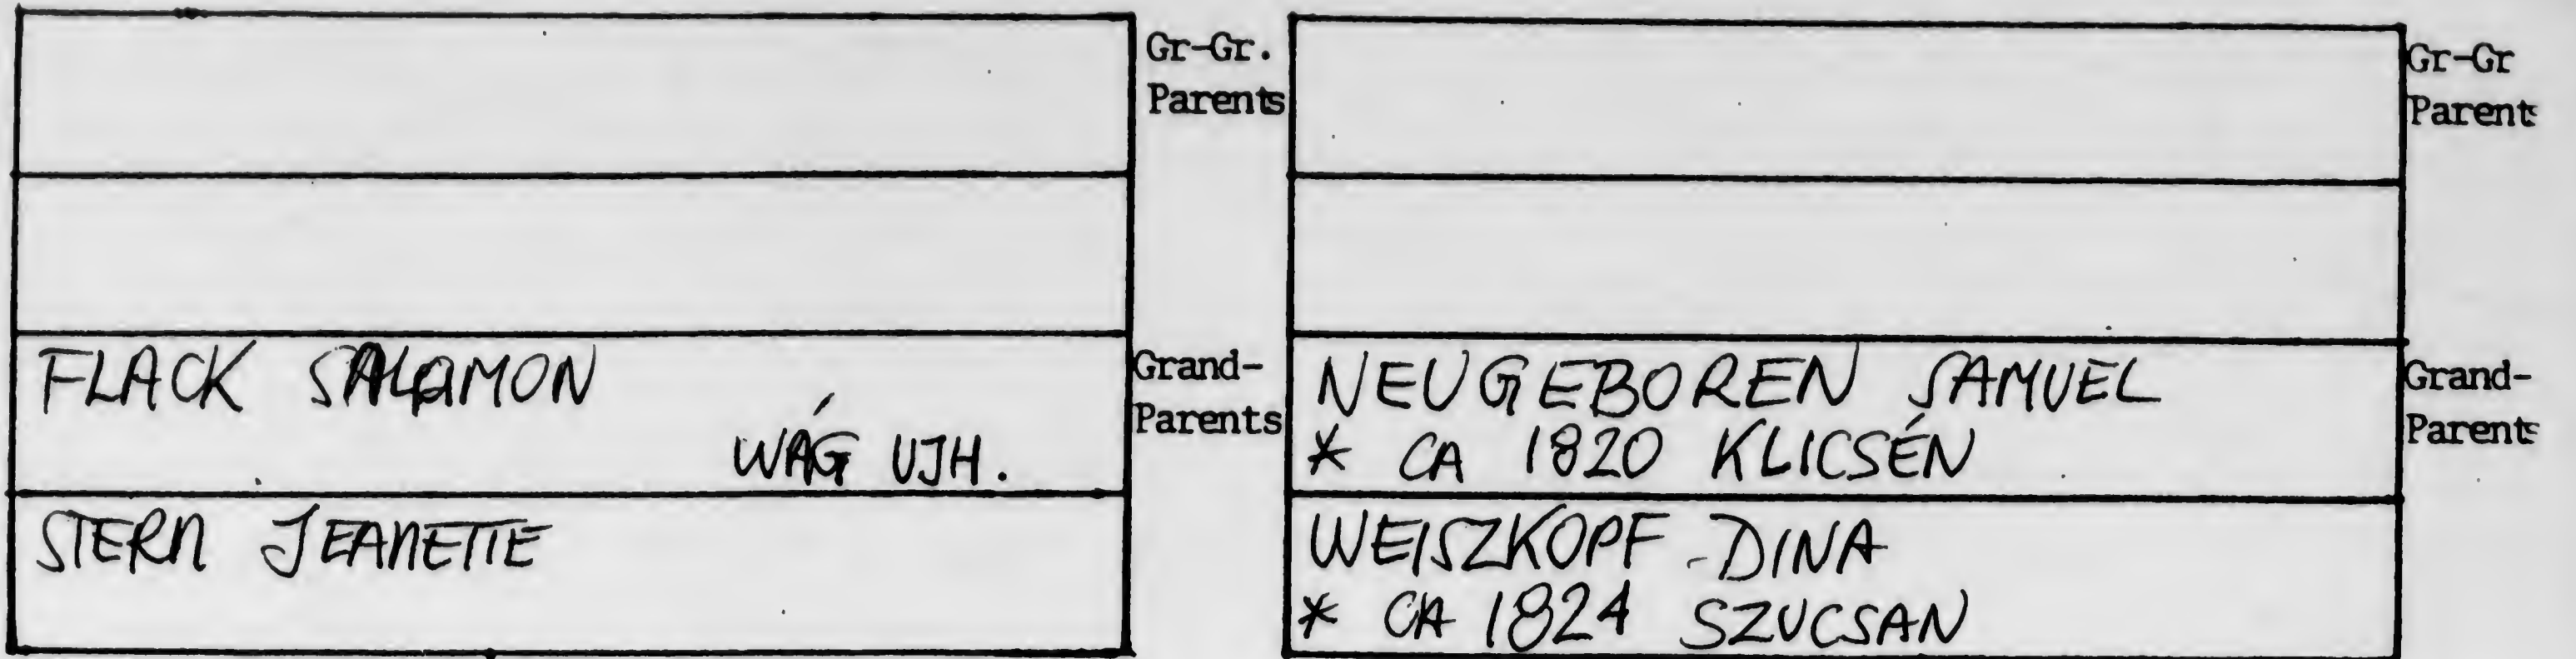 Gr-Gr.
Parents
FLACK SALAMON
WÁG UJH.
Grand-
Parents
STERN JEANETTE
Gr-Gr
Parents
NEUGEBOREN SAMUEL
* CA 1820 KLICSÉN
Grand-
Parents
WEISZKOPF DINA
* CA 1824 SZUCSAN